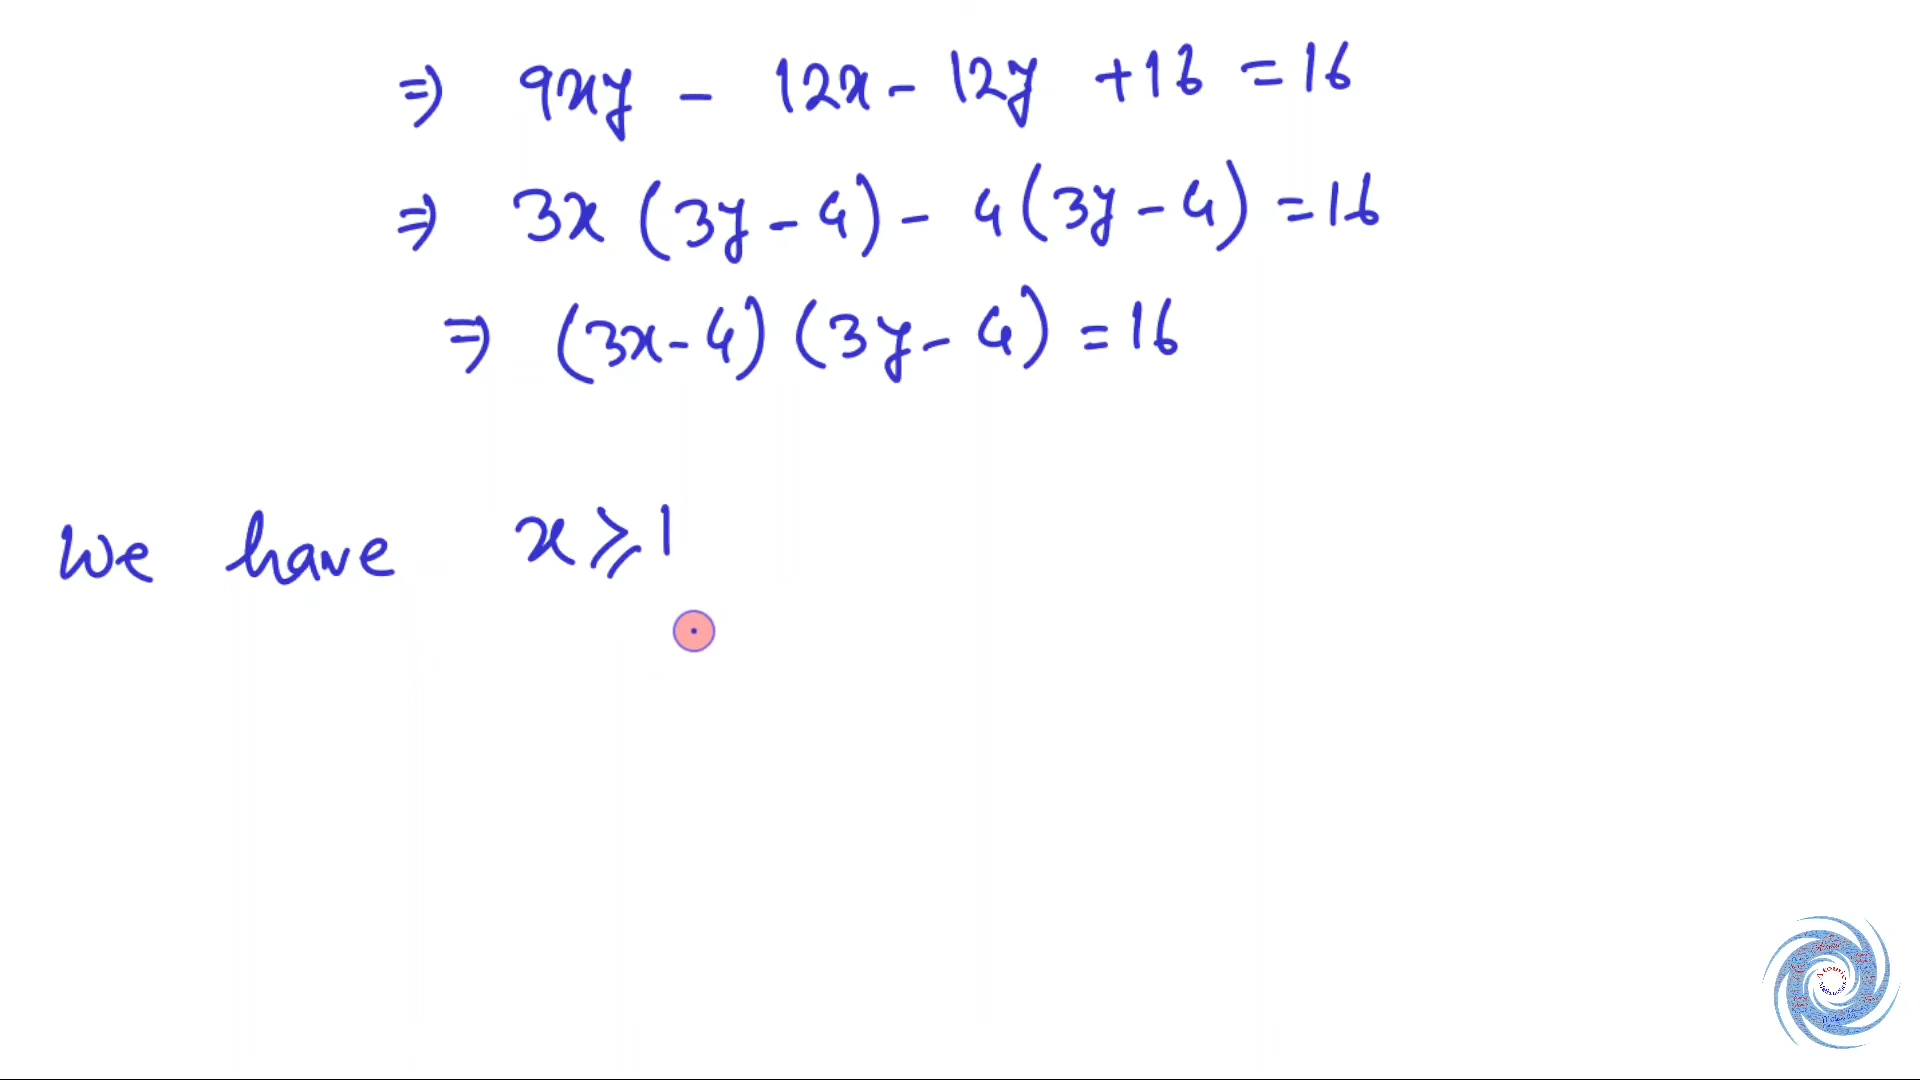 ⇒ 9xy - 12x - 12y + 16 = 16
⇒ 3x (3y - 4) - 4 (3y - 4) = 16
⇒ (3x - 4) (3y - 4) = 16
We have x ⩾ 1